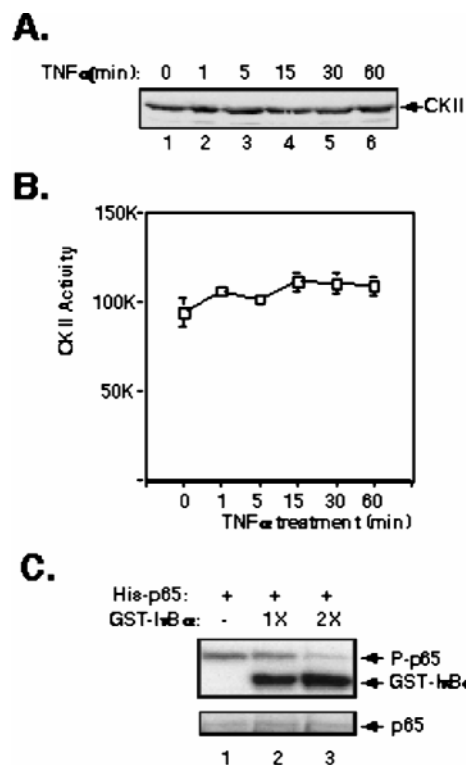 A.
TNFα(min): 0 1 5 15 30 60
CKII
1 2 3 4 5 6
B.
150K
100K
50K
CKII Activity
0 1 5 15 30 60
TNFα treatment (min)
C.
His-p65: + + +
GST-IκBα: - 1X 2X
P-p65
GST-IκBα
p65
1 2 3